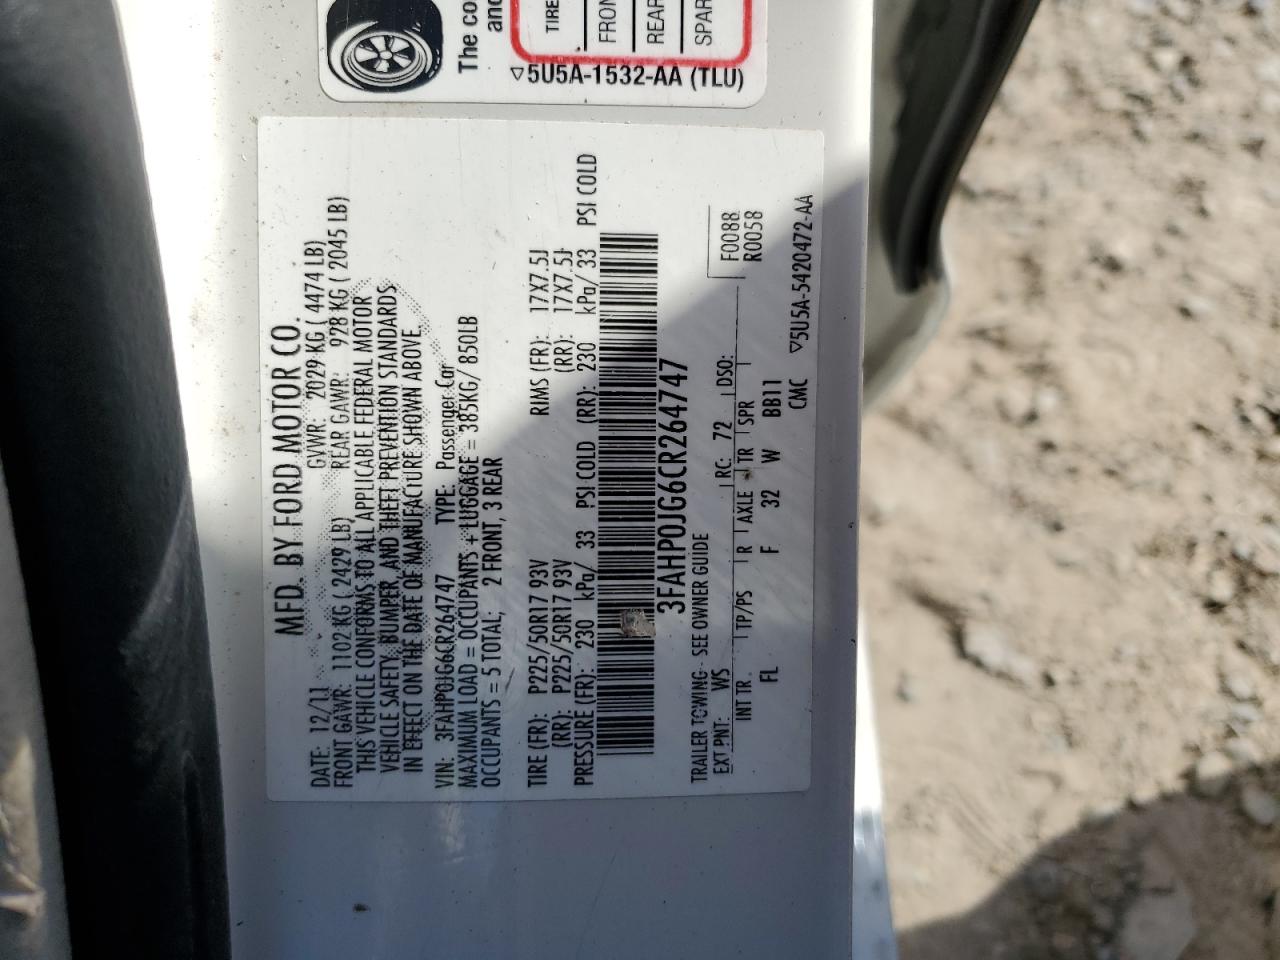 The co
and
TIRE
FRON
REAR
SPAR
▽5U5A-1532-AA (TLU)
MFD. BY FORD MOTOR CO.
DATE: 12/11 GVWR: 2029 KG ( 4474 LB)
FRONT GAWR: 1102 KG ( 2429 LB) REAR GAWR: 928 KG ( 2045 LB)
THIS VEHICLE CONFORMS TO ALL APPLICABLE FEDERAL MOTOR
VEHICLE SAFETY, BUMPER, AND THEFT PREVENTION STANDARDS
IN EFFECT ON THE DATE OF MANUFACTURE SHOWN ABOVE.
VIN: 3FAHP0JG6CR264747 TYPE: Passenger Car
MAXIMUM LOAD = OCCUPANTS + LUGGAGE = 385KG/ 850LB
OCCUPANTS = 5 TOTAL; 2 FRONT, 3 REAR
TIRE (FR): P225/50R17 93V RIMS (FR): 17X7.5J
(RR): P225/50R17 93V (RR): 17X7.5J
PRESSURE (FR): 230 kPa/ 33 PSI COLD (RR): 230 kPa/ 33 PSI COLD
3FAHP0JG6CR264747
TRAILER TOWING- SEE OWNER GUIDE
EXT PNT: WS RC: 72 DSO: F0088
R0058
INT TR TP/PS R AXLE TR SPR
FL F 32 W BB11
CMC ▽5U5A-5420472-AA